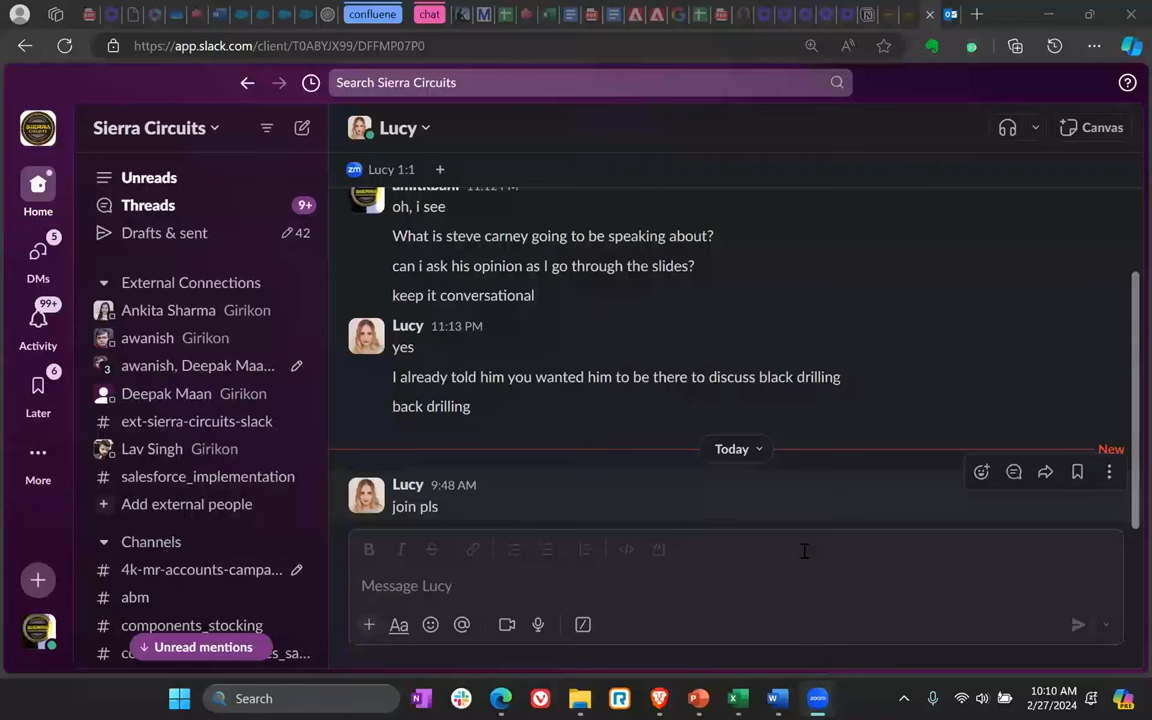 confluene
chat
https://app.slack.com/client/T0ABYJX99/DFFMP07P0
Search Sierra Circuits
Sierra Circuits
Lucy
Canvas
Lucy 1:1
Home
5
DMs
99+
Activity
6
Later
More
Unreads
Threads
9+
Drafts & sent
42
External Connections
Ankita Sharma Girikon
awanish Girikon
3
awanish, Deepak Maa...
Deepak Maan Girikon
# ext-sierra-circuits-slack
Lav Singh Girikon
# salesforce_implementation
+ Add external people
Channels
# 4k-mr-accounts-campa...
# abm
# components_stocking
Unread mentions
oh, i see
What is steve carney going to be speaking about?
can i ask his opinion as I go through the slides?
keep it conversational
Lucy 11:13 PM
yes
I already told him you wanted him to be there to discuss black drilling
back drilling
Today
New
Lucy 9:48 AM
join pls
Message Lucy
Aa
Search
10:10 AM
2/27/2024